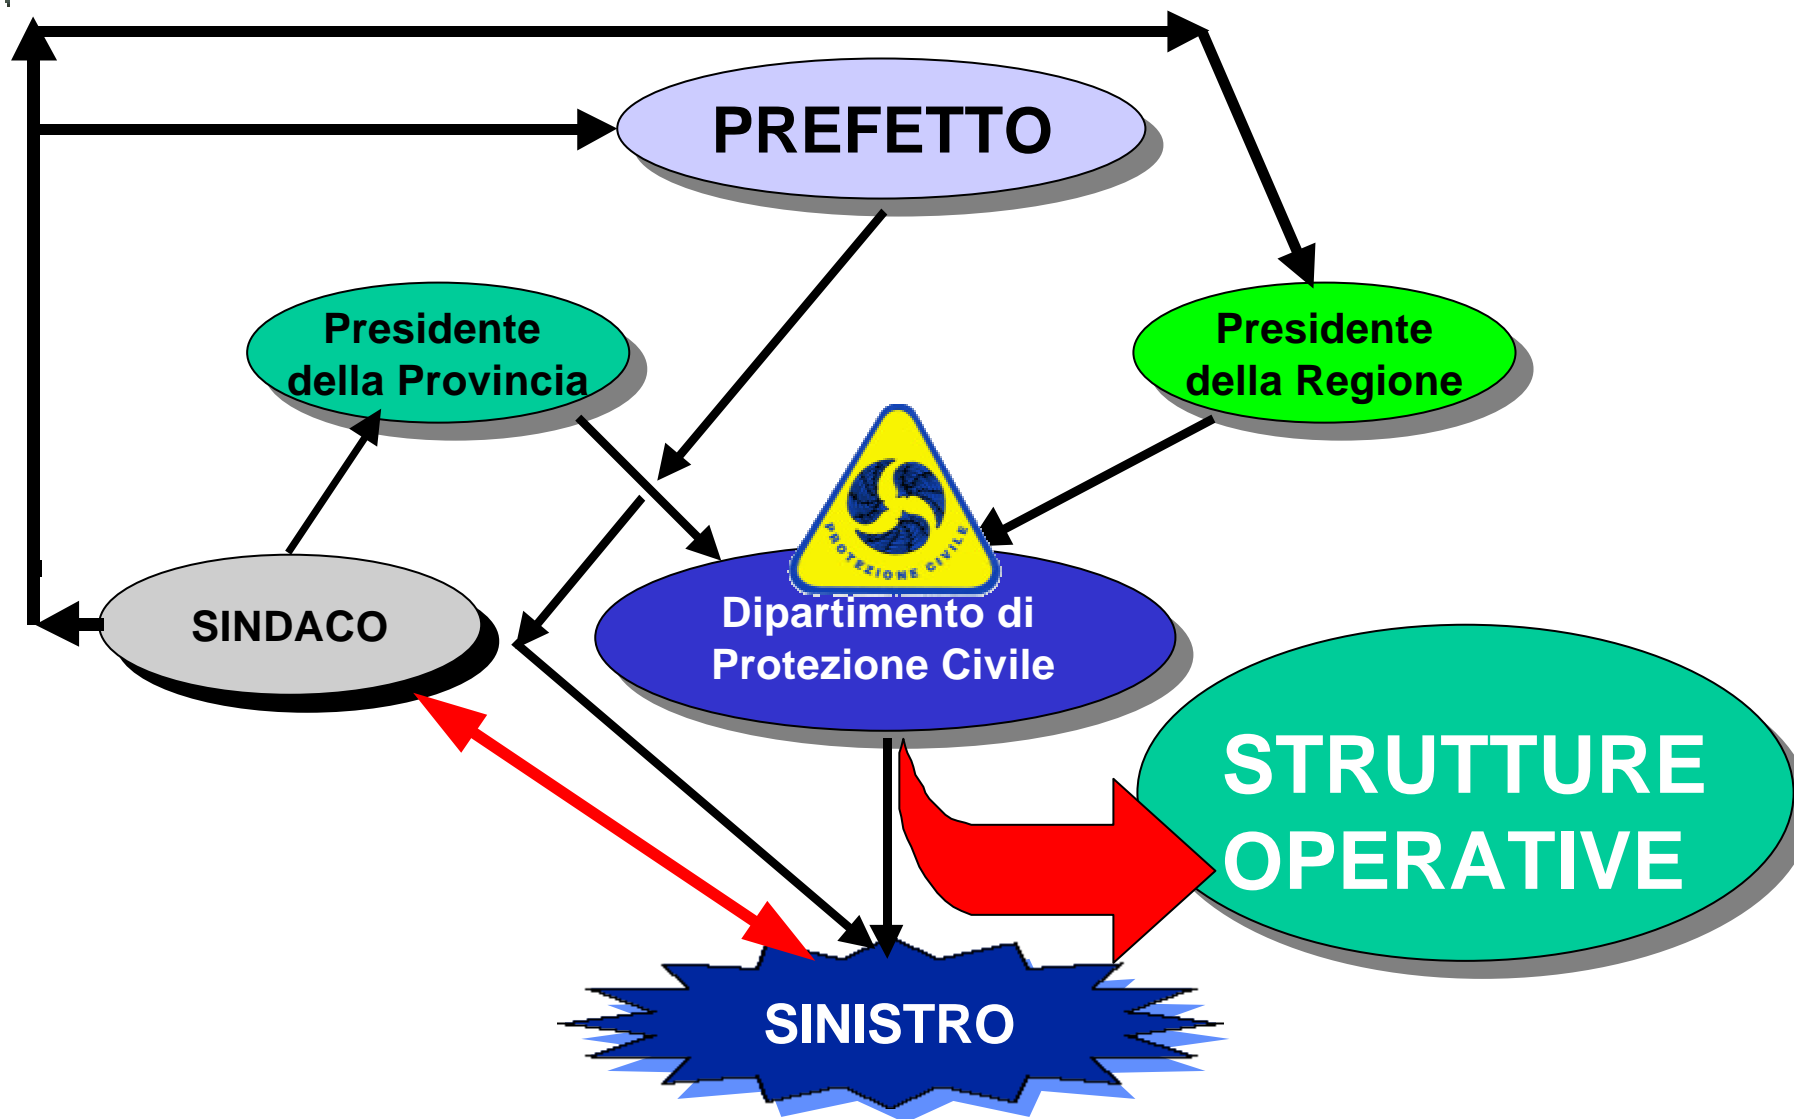 PREFETTO
Presidente
della Provincia
Presidente
della Regione
PROTEZIONE CIVILE
Dipartimento di
Protezione Civile
SINDACO
STRUTTURE
OPERATIVE
SINISTRO